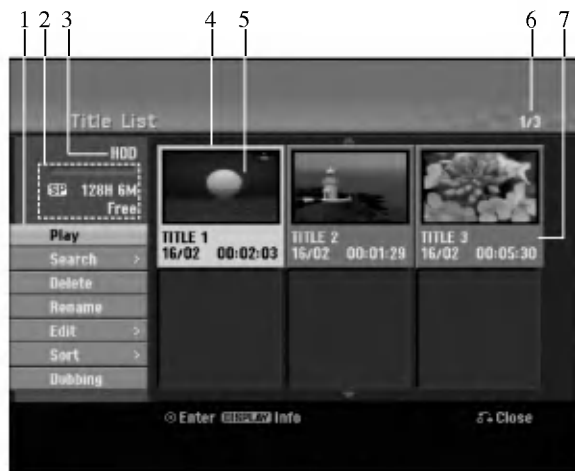 1 2 3 4 5 6 7
Title List
1/3
HDD
SP 128H 6M
Free
Play
Search >
Delete
Rename
Edit >
Sort >
Dubbing
TITLE 1
16/02 00:02:03
TITLE 2
16/02 00:01:29
TITLE 3
16/02 00:05:30
Enter DISPLAY Info
Close